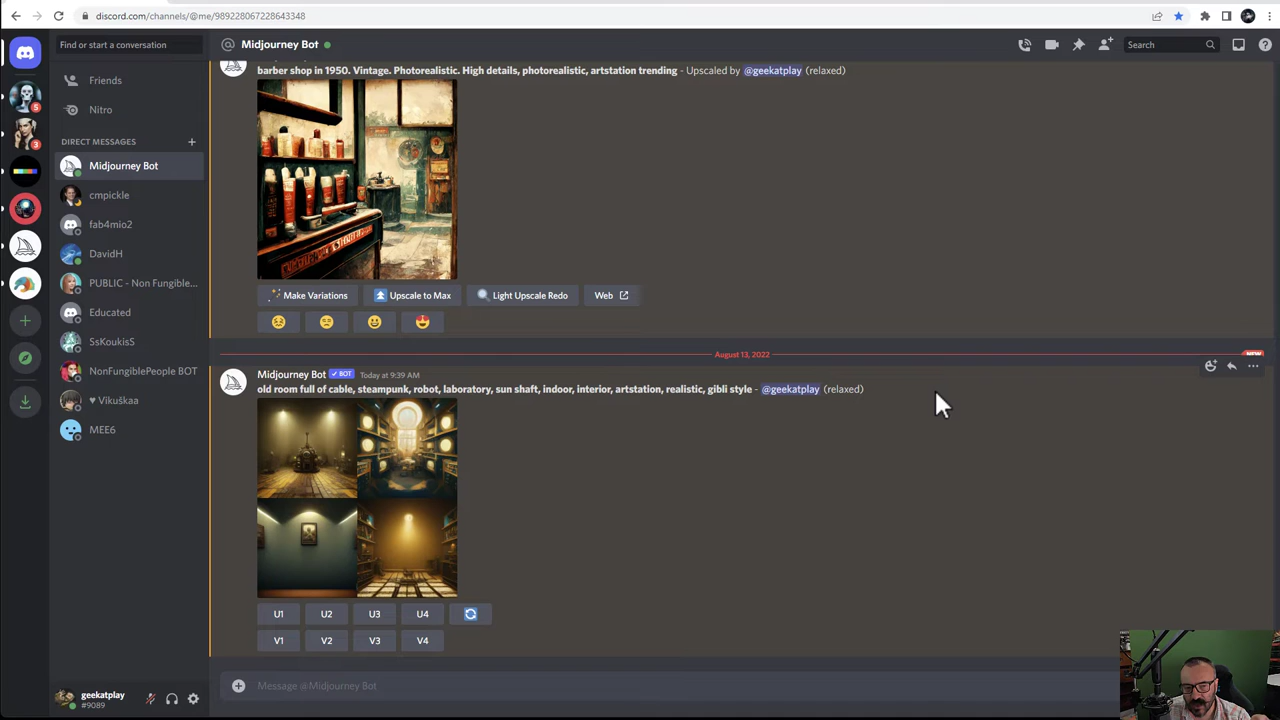 discord.com/channels/@me/989228067228643348
Find or start a conversation
Midjourney Bot
Search
Friends
Nitro
DIRECT MESSAGES
Midjourney Bot
cmpickle
fab4mio2
DavidH
PUBLIC - Non Fungible...
Educated
SsKoukisS
NonFungiblePeople BOT
♥ Vikuškaa
MEE6
5
3
geekatplay
#9089
barber shop in 1950. Vintage. Photorealistic. High details, photorealistic, artstation trending - Upscaled by @geekatplay (relaxed)
Make Variations
Upscale to Max
Light Upscale Redo
Web
August 13, 2022
NEW
Midjourney Bot BOT Today at 9:39 AM
old room full of cable, steampunk, robot, laboratory, sun shaft, indoor, interior, artstation, realistic, gibli style - @geekatplay (relaxed)
U1 U2 U3 U4
V1 V2 V3 V4
Message @Midjourney Bot